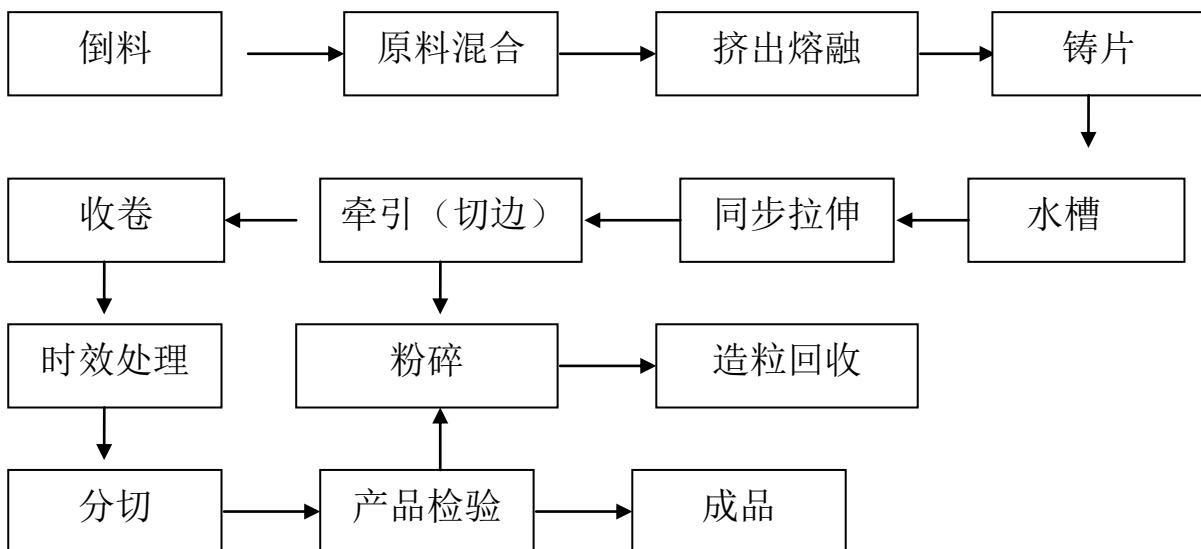 倒料
原料混合
挤出熔融
铸片
收卷
牵引（切边）
同步拉伸
水槽
时效处理
粉碎
造粒回收
分切
产品检验
成品